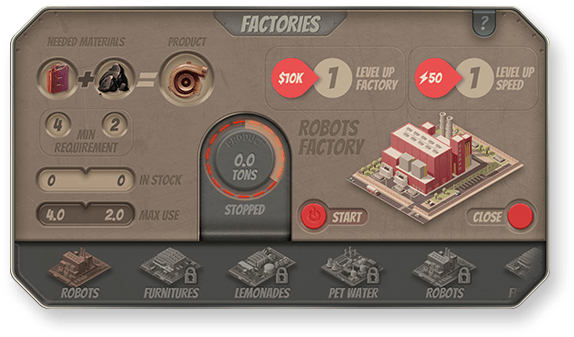 FACTORIES
?
NEEDED MATERIALS
PRODUCT
+
=
4
2
MIN
REQUIREMENT
0 0 IN STOCK
4.0 2.0 MAX USE
$10K 1 LEVEL UP
FACTORY
⚡50 1 LEVEL UP
SPEED
ROBOTS
FACTORY
0.0
TONS
STOPPED
START
CLOSE
ROBOTS
FURNITURES
LEMONADES
PET WATER
ROBOTS